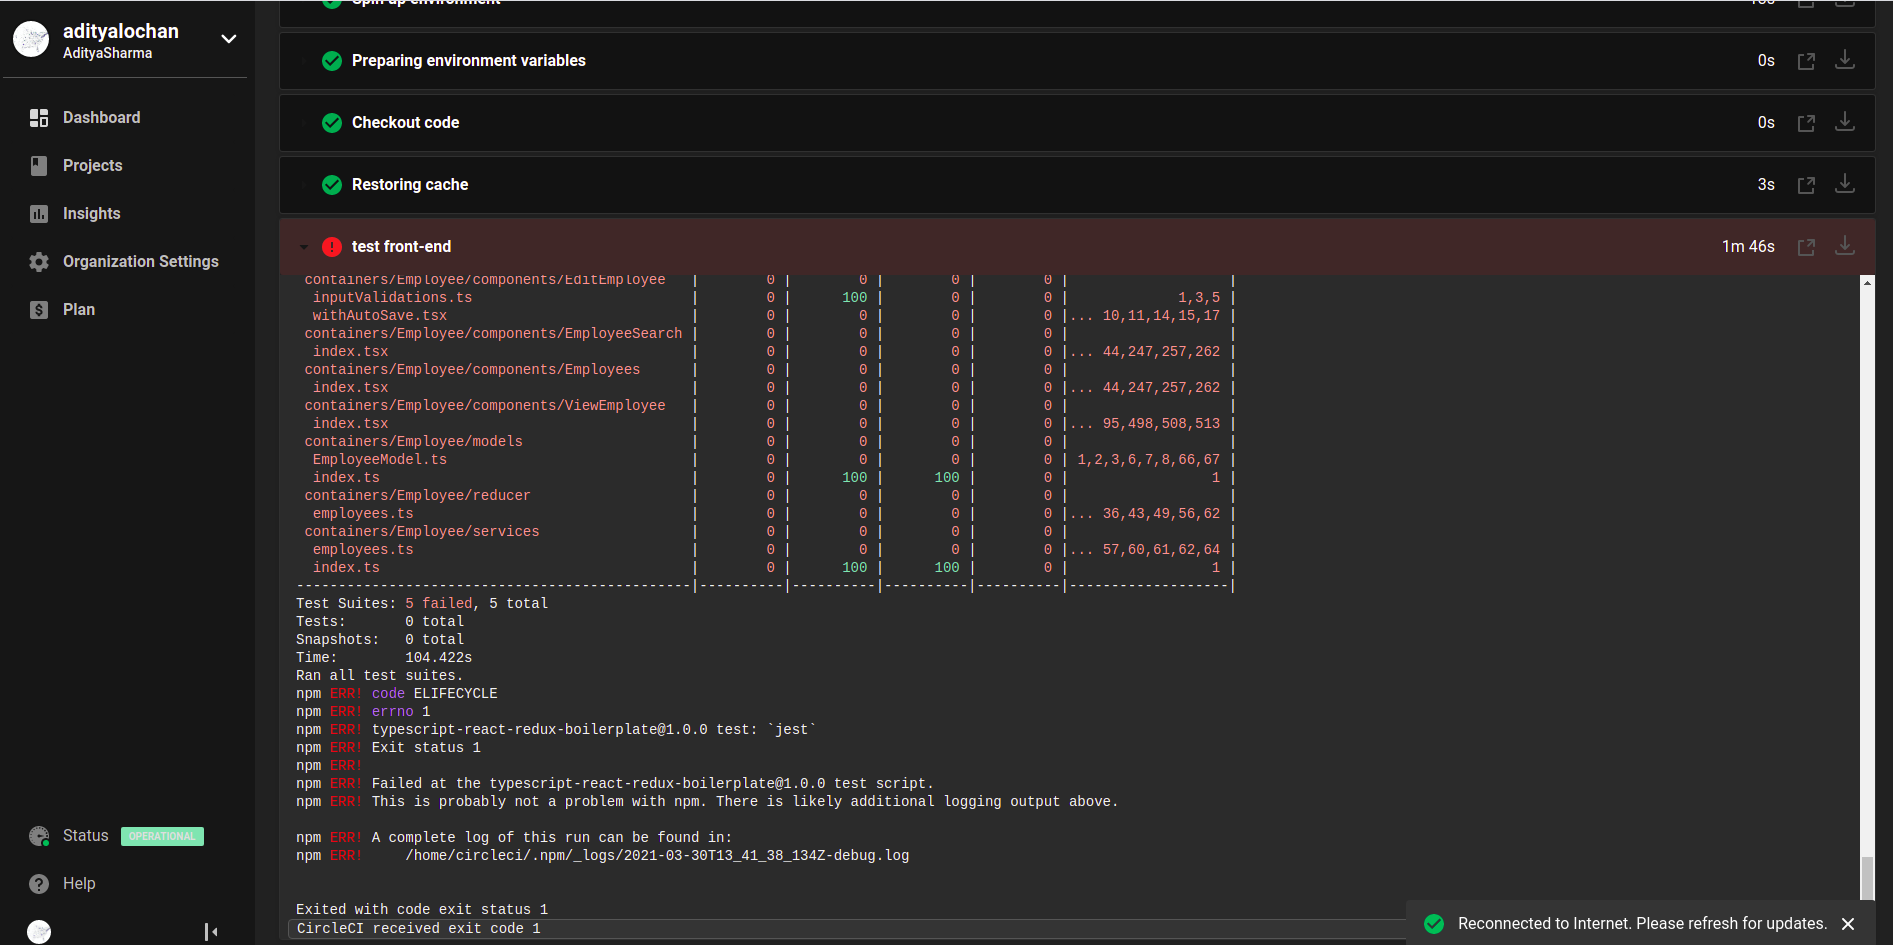 adityalochan
AdityaSharma
Dashboard
Projects
Insights
Organization Settings
Plan
Status OPERATIONAL
Help
Spin up environment
Preparing environment variables 0s
Checkout code 0s
Restoring cache 3s
test front-end 1m 46s
containers/Employee/components/EditEmployee | 0 | 0 | 0 | 0 | |
inputValidations.ts | 0 | 100 | 0 | 0 | 1,3,5 |
withAutoSave.tsx | 0 | 0 | 0 | 0 |... 10,11,14,15,17 |
containers/Employee/components/EmployeeSearch | 0 | 0 | 0 | 0 | |
index.tsx | 0 | 0 | 0 | 0 |... 44,247,257,262 |
containers/Employee/components/Employees | 0 | 0 | 0 | 0 | |
index.tsx | 0 | 0 | 0 | 0 |... 44,247,257,262 |
containers/Employee/components/ViewEmployee | 0 | 0 | 0 | 0 | |
index.tsx | 0 | 0 | 0 | 0 |... 95,498,508,513 |
containers/Employee/models | 0 | 0 | 0 | 0 | |
EmployeeModel.ts | 0 | 0 | 0 | 0 | 1,2,3,6,7,8,66,67 |
index.ts | 0 | 100 | 100 | 0 | 1 |
containers/Employee/reducer | 0 | 0 | 0 | 0 | |
employees.ts | 0 | 0 | 0 | 0 |... 36,43,49,56,62 |
containers/Employee/services | 0 | 0 | 0 | 0 | |
employees.ts | 0 | 0 | 0 | 0 |... 57,60,61,62,64 |
index.ts | 0 | 100 | 100 | 0 | 1 |
-----------------------------------------------|----------|----------|----------|----------|-------------------|
Test Suites: 5 failed, 5 total
Tests: 0 total
Snapshots: 0 total
Time: 104.422s
Ran all test suites.
npm ERR! code ELIFECYCLE
npm ERR! errno 1
npm ERR! typescript-react-redux-boilerplate@1.0.0 test: `jest`
npm ERR! Exit status 1
npm ERR!
npm ERR! Failed at the typescript-react-redux-boilerplate@1.0.0 test script.
npm ERR! This is probably not a problem with npm. There is likely additional logging output above.
npm ERR! A complete log of this run can be found in:
npm ERR! /home/circleci/.npm/_logs/2021-03-30T13_41_38_134Z-debug.log
Exited with code exit status 1
CircleCI received exit code 1
Reconnected to Internet. Please refresh for updates.